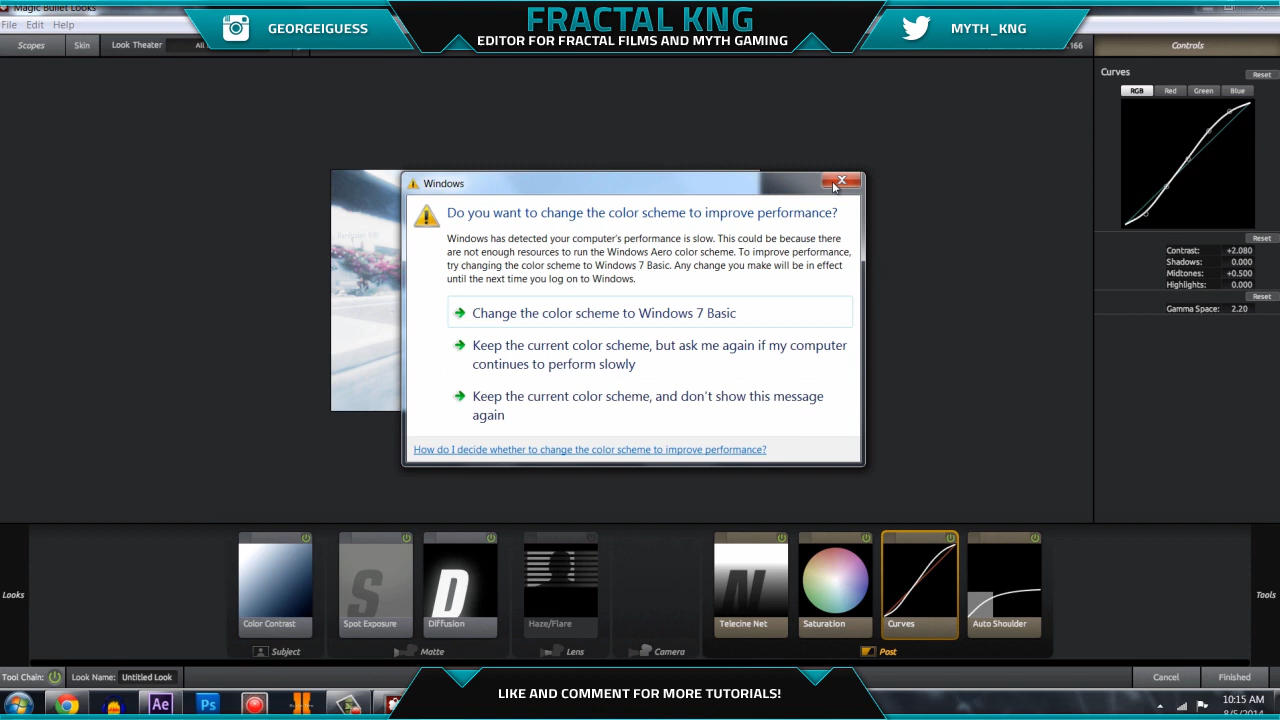 Magic Bullet Looks
File Edit Help
GEORGEIGUESS
FRACTAL KNG
EDITOR FOR FRACTAL FILMS AND MYTH GAMING
MYTH_KNG
Scopes
Skin
Look Theater
All
.166
Controls
Curves
Reset
RGB
Red
Green
Blue
Reset
Contrast: +2.080
Shadows: 0.000
Midtones: +0.500
Highlights: 0.000
Reset
Gamma Space: 2.20
Windows
Do you want to change the color scheme to improve performance?
Windows has detected your computer's performance is slow. This could be because there
are not enough resources to run the Windows Aero color scheme. To improve performance,
try changing the color scheme to Windows 7 Basic. Any change you make will be in effect
until the next time you log on to Windows.
Change the color scheme to Windows 7 Basic
Keep the current color scheme, but ask me again if my computer
continues to perform slowly
Keep the current color scheme, and don't show this message
again
How do I decide whether to change the color scheme to improve performance?
S
D
N
Color Contrast
Spot Exposure
Diffusion
Haze/Flare
Telecine Net
Saturation
Curves
Auto Shoulder
Looks
Tools
Subject
Matte
Lens
Camera
Post
Tool Chain:
Look Name:
Untitled Look
Cancel
Finished
Ae
Ps
LIKE AND COMMENT FOR MORE TUTORIALS!
10:15 AM
8/5/2014